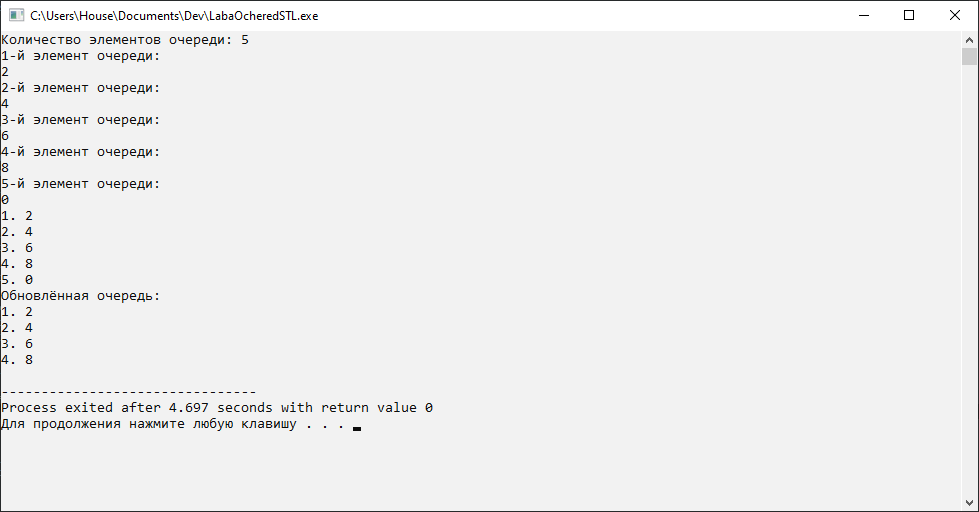 C:\Users\House\Documents\Dev\LabaOcheredSTL.exe
Количество элементов очереди: 5
1-й элемент очереди:
2
2-й элемент очереди:
4
3-й элемент очереди:
6
4-й элемент очереди:
8
5-й элемент очереди:
0
1. 2
2. 4
3. 6
4. 8
5. 0
Обновлённая очередь:
1. 2
2. 4
3. 6
4. 8
--------------------------------
Process exited after 4.697 seconds with return value 0
Для продолжения нажмите любую клавишу . . .